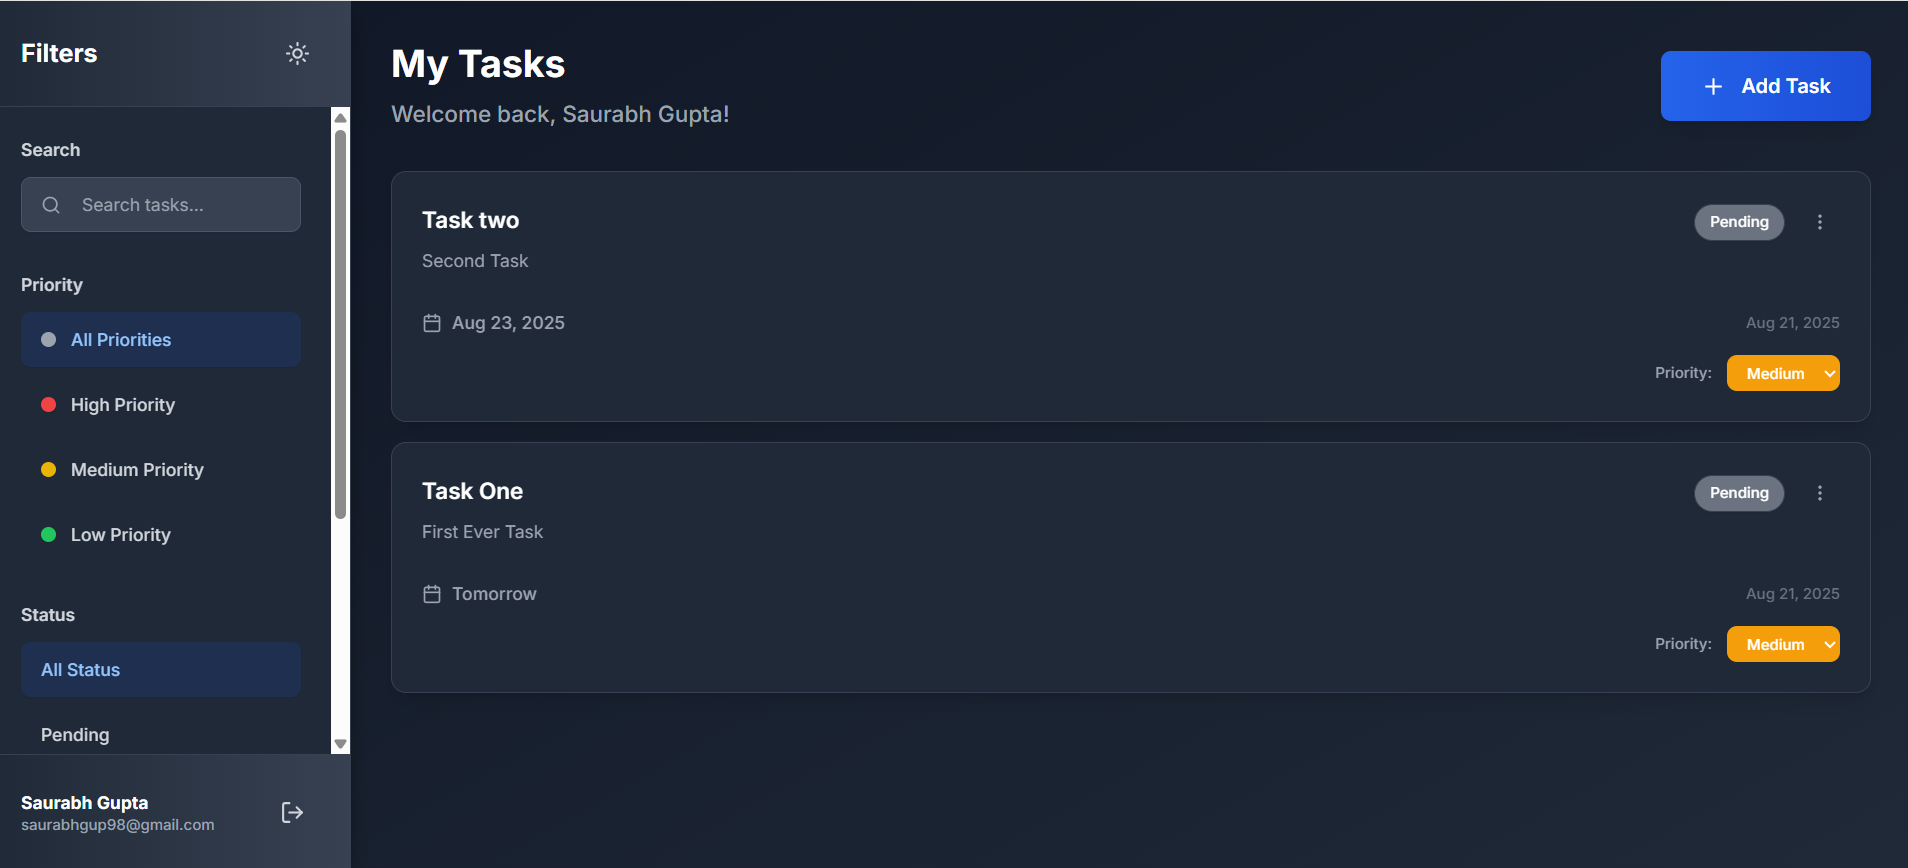 Filters
Search
Search tasks...
Priority
All Priorities
High Priority
Medium Priority
Low Priority
Status
All Status
Pending
Saurabh Gupta
saurabhgup98@gmail.com
My Tasks
Welcome back, Saurabh Gupta!
Add Task
Task two
Pending
Second Task
Aug 23, 2025
Aug 21, 2025
Priority: Medium
Task One
Pending
First Ever Task
Tomorrow
Aug 21, 2025
Priority: Medium